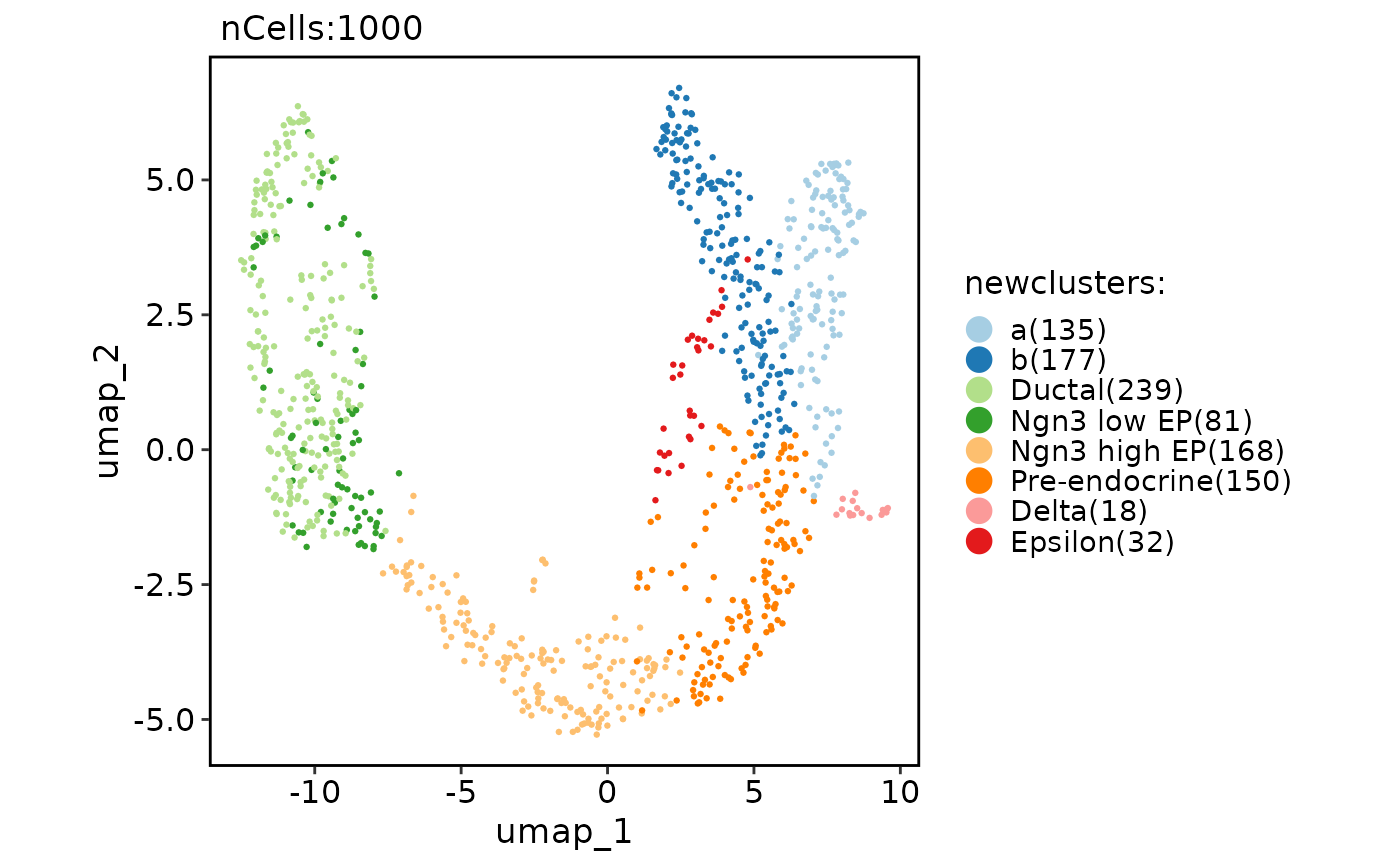 nCells:1000
umap_2
5.0
2.5
0.0
-2.5
-5.0
-10
-5
0
5
10
umap_1
newclusters:
a(135)
b(177)
Ductal(239)
Ngn3 low EP(81)
Ngn3 high EP(168)
Pre-endocrine(150)
Delta(18)
Epsilon(32)